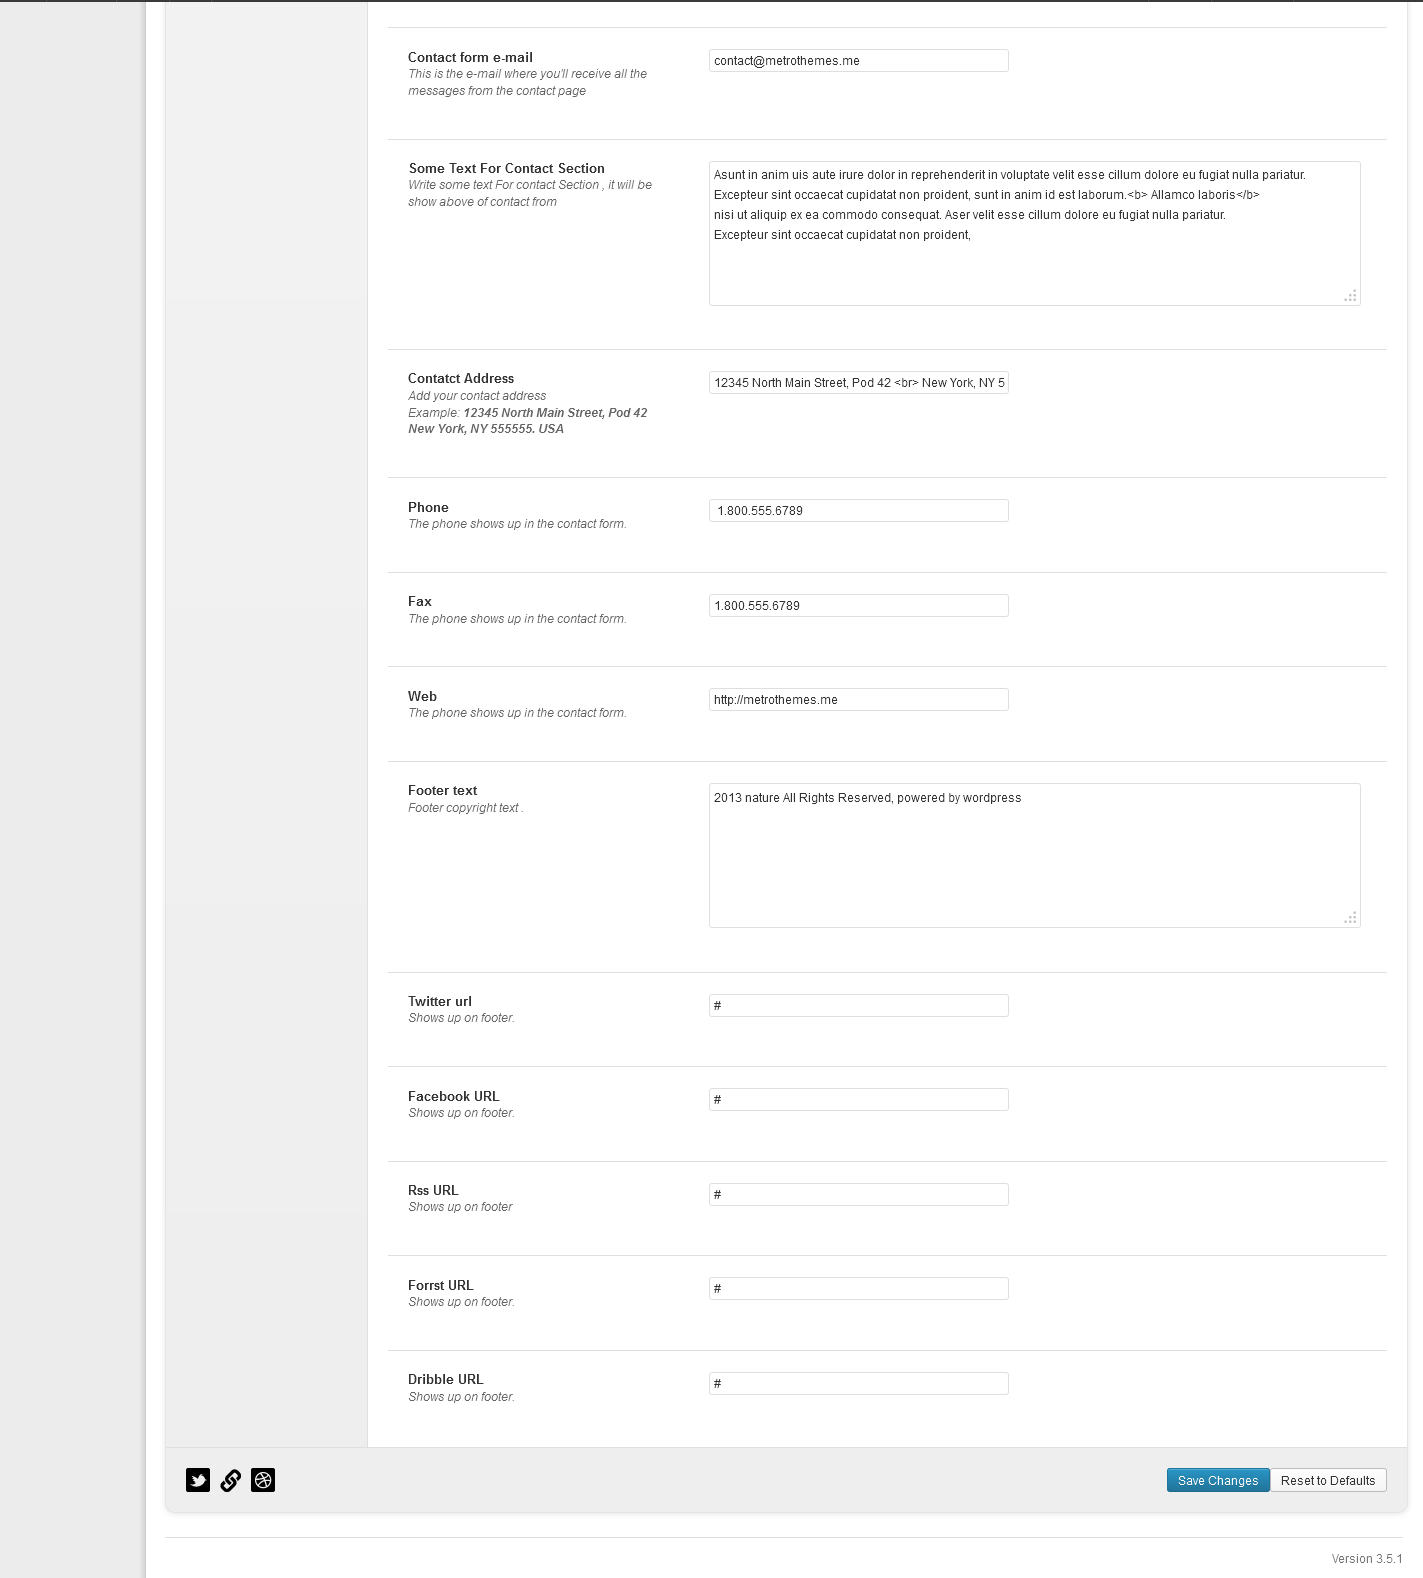 Contact form e-mail
This is the e-mail where you'll receive all the
messages from the contact page
contact@metrothemes.me
Some Text For Contact Section
Write some text For contact Section , it will be
show above of contact from
Asunt in anim uis aute irure dolor in reprehenderit in voluptate velit esse cillum dolore eu fugiat nulla pariatur.
Excepteur sint occaecat cupidatat non proident, sunt in anim id est laborum.<b> Allamco laboris</b>
nisi ut aliquip ex ea commodo consequat. Aser velit esse cillum dolore eu fugiat nulla pariatur.
Excepteur sint occaecat cupidatat non proident,
Contatct Address
Add your contact address
Example: 12345 North Main Street, Pod 42
New York, NY 555555. USA
12345 North Main Street, Pod 42 <br> New York, NY 5
Phone
The phone shows up in the contact form.
1.800.555.6789
Fax
The phone shows up in the contact form.
1.800.555.6789
Web
The phone shows up in the contact form.
http://metrothemes.me
Footer text
Footer copyright text .
2013 nature All Rights Reserved, powered by wordpress
Twitter url
Shows up on footer.
#
Facebook URL
Shows up on footer.
#
Rss URL
Shows up on footer
#
Forrst URL
Shows up on footer.
#
Dribble URL
Shows up on footer.
#
Save Changes
Reset to Defaults
Version 3.5.1